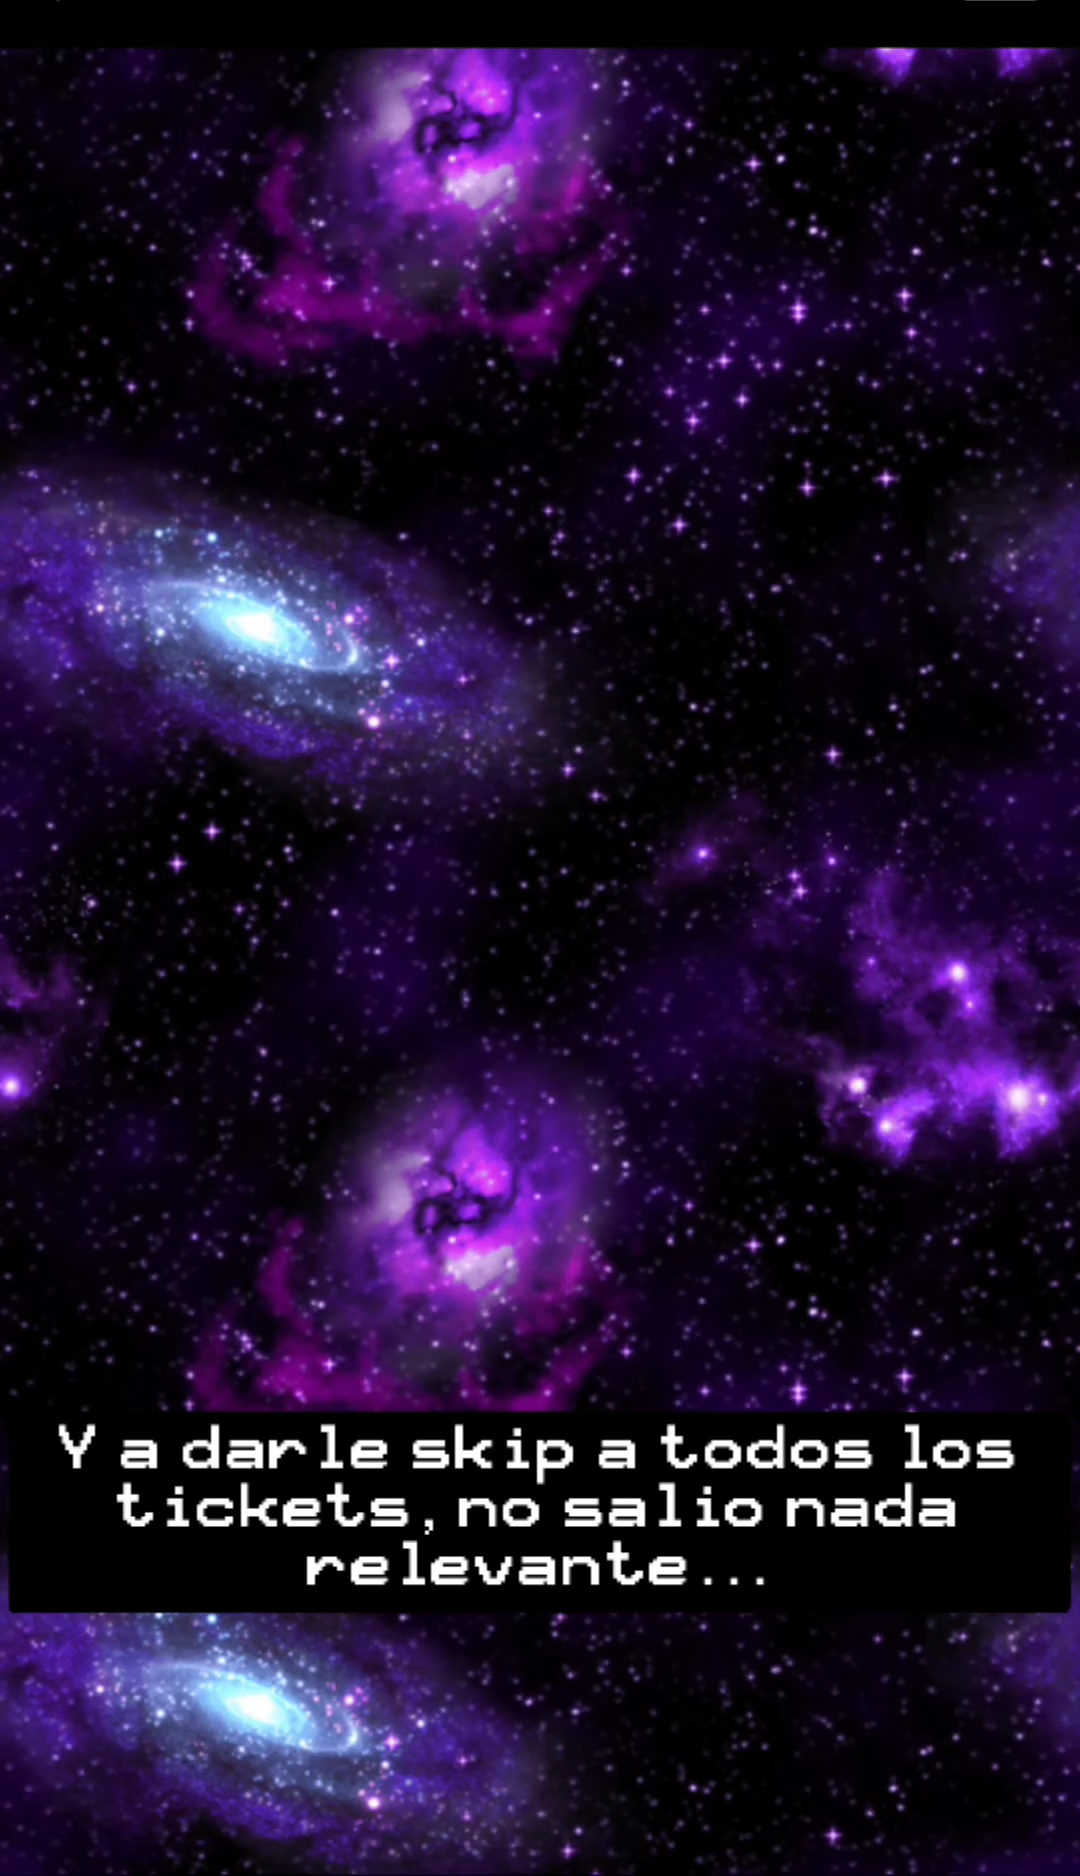 Y a darle skip a todos los
tickets, no salio nada
relevante...